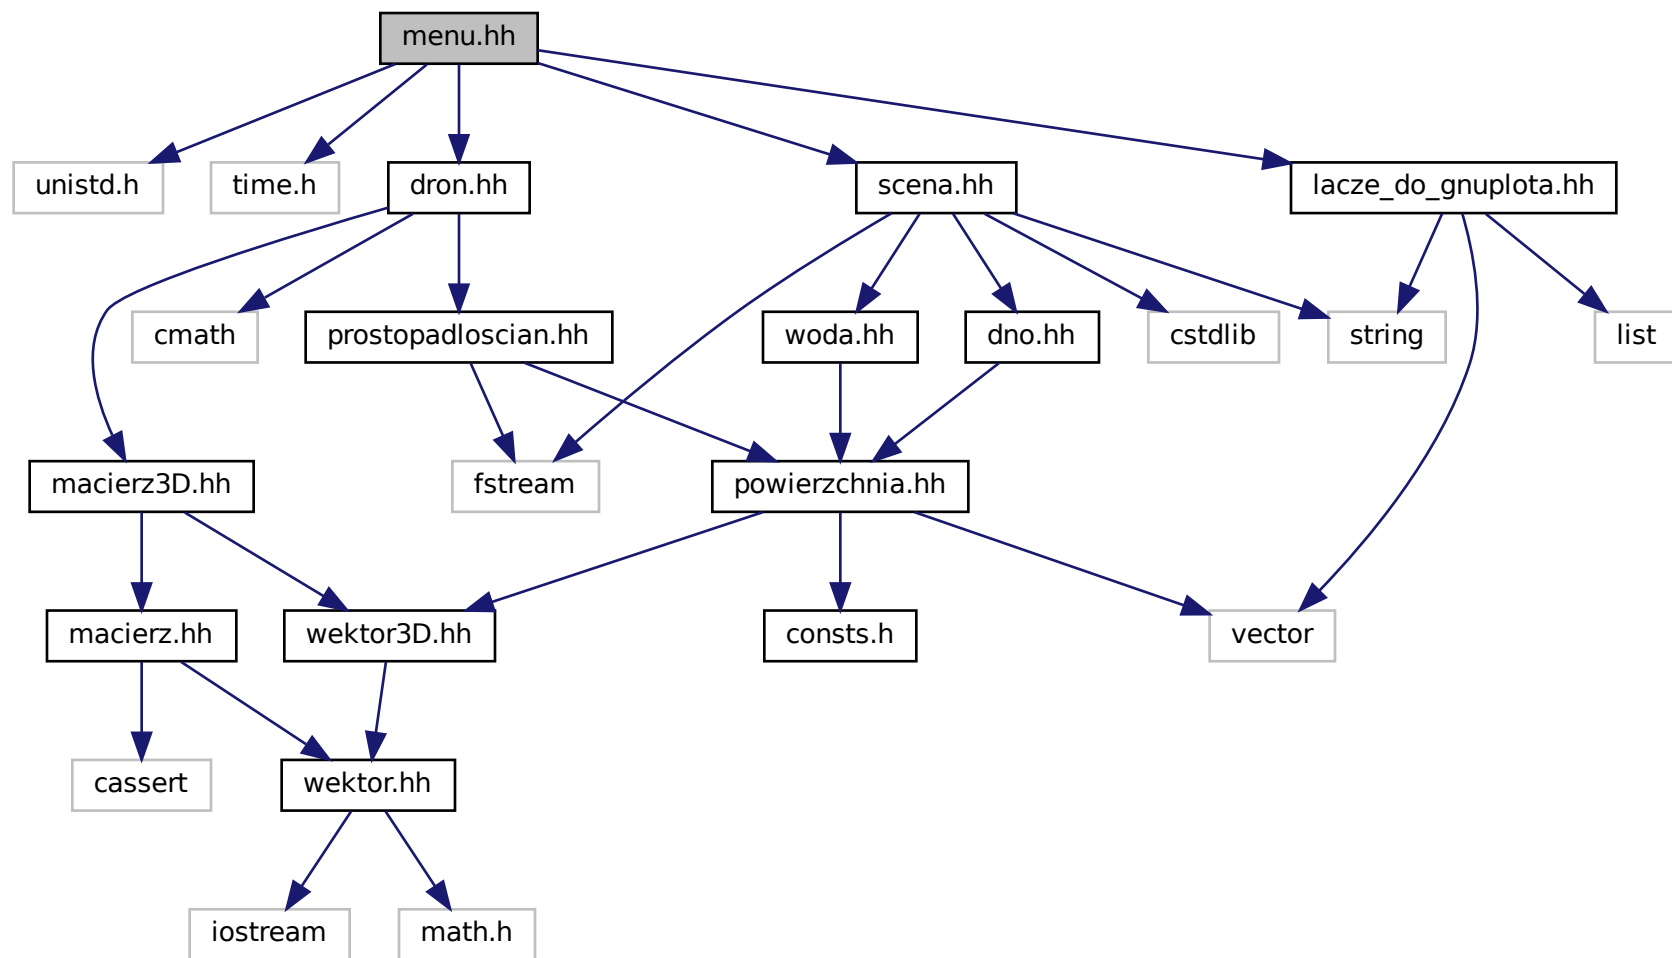 menu.hh
unistd.h
time.h
dron.hh
scena.hh
lacze_do_gnuplota.hh
cmath
prostopadloscian.hh
woda.hh
dno.hh
cstdlib
string
list
macierz3D.hh
fstream
powierzchnia.hh
macierz.hh
wektor3D.hh
consts.h
vector
cassert
wektor.hh
iostream
math.h